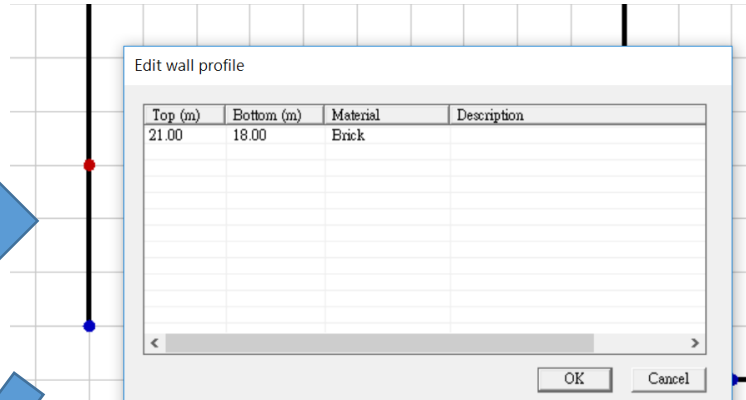 Edit wall profile
Top (m) Bottom (m) Material Description
21.00 18.00 Brick
OK Cancel